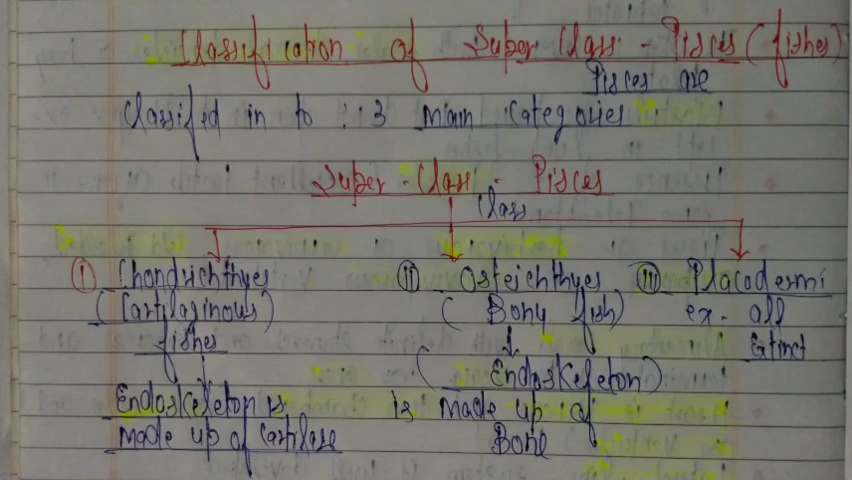 Classification of Super Class - Pisces (fishes)
Pisces are
Classified in to : 3 main Categories
Super - Class - Pisces
Class
(i) Chondrichthyes
(Cartilaginous)
fishes
Endoskeleton is
made up of Cartilage
(ii) Osteichthyes
(Bony fish)
(Endoskeleton)
is made up of
Bone
(iii) Placodermi
ex- all
Extinct